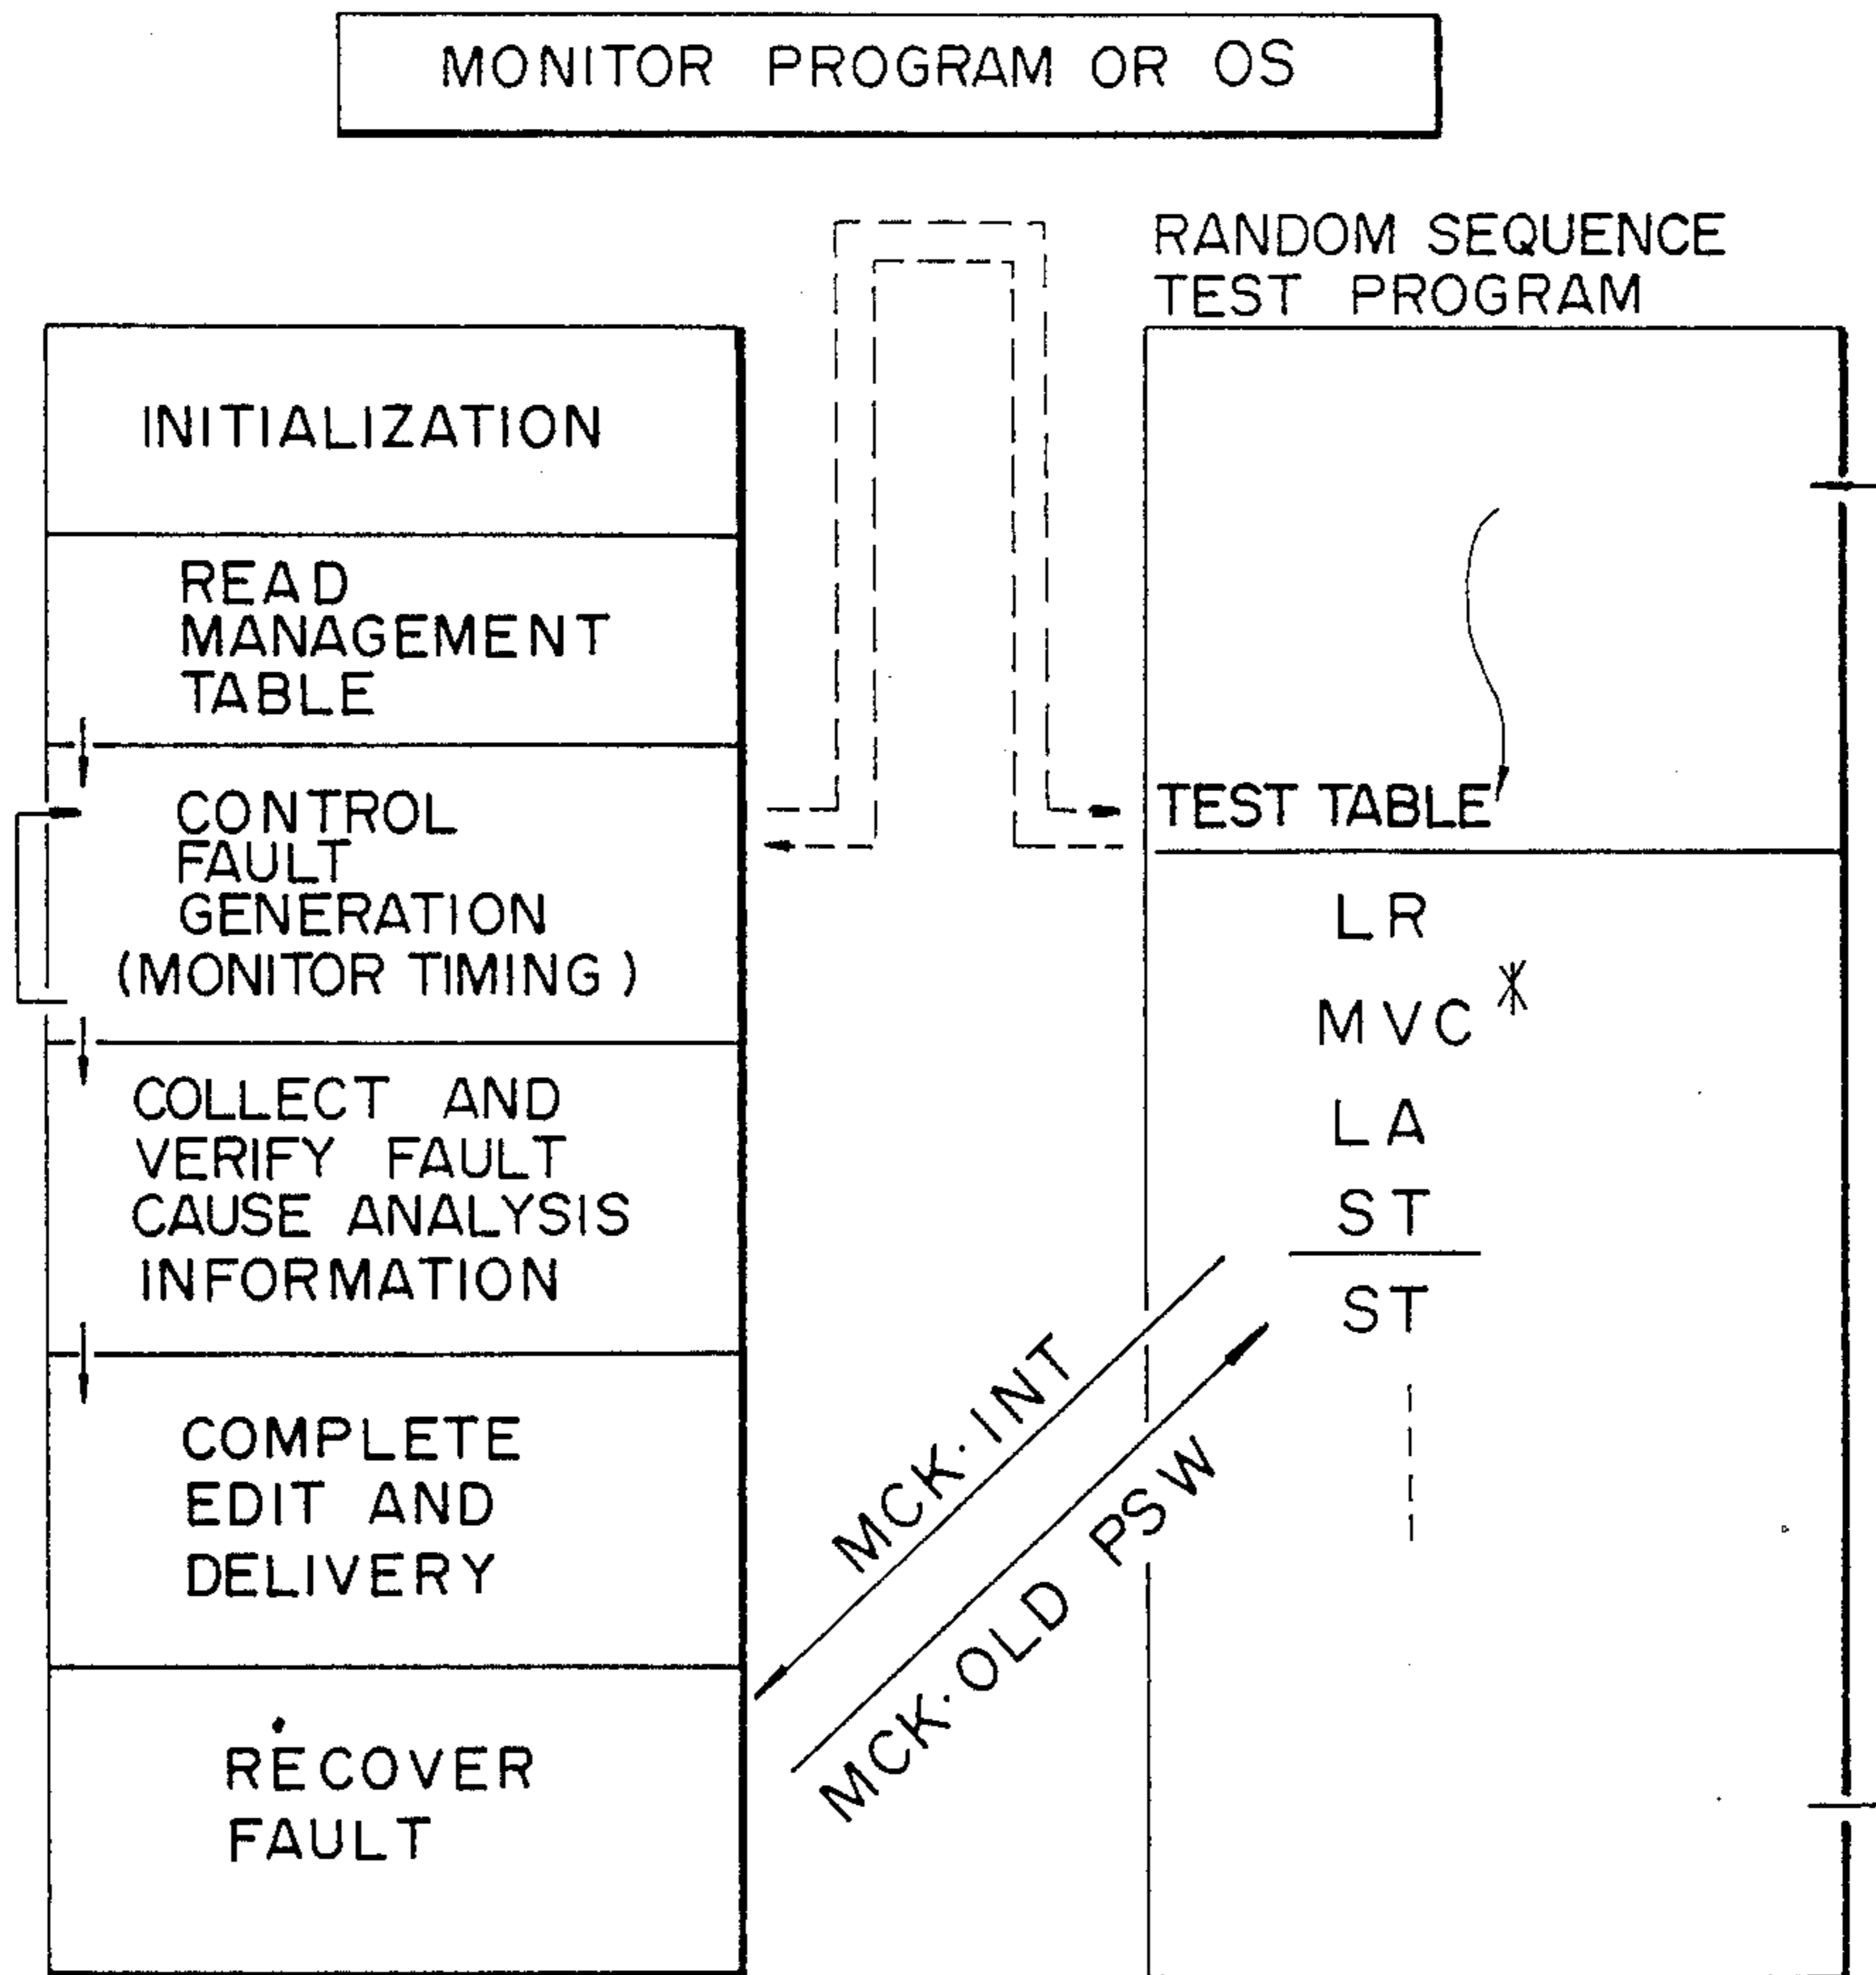 MONITOR PROGRAM OR OS
RANDOM SEQUENCE
TEST PROGRAM
INITIALIZATION
READ
MANAGEMENT
TABLE
CONTROL
FAULT
GENERATION
(MONITOR TIMING)
COLLECT AND
VERIFY FAULT
CAUSE ANALYSIS
INFORMATION
COMPLETE
EDIT AND
DELIVERY
RECOVER
FAULT
MCK·INT
MCK·OLD PSW
TEST TABLE
LR
MVC*
LA
ST
ST